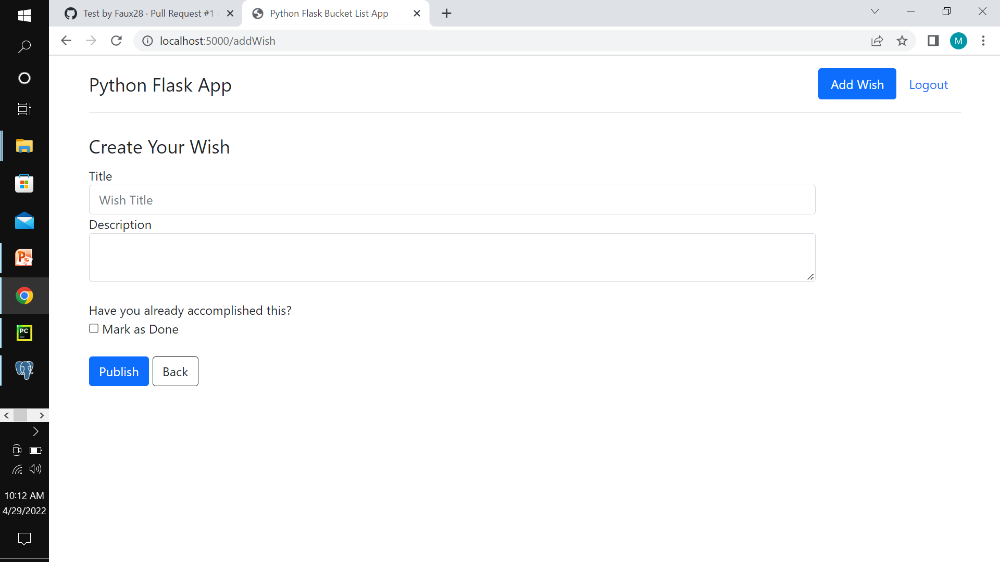 Test by Faux28 · Pull Request #1
Python Flask Bucket List App
localhost:5000/addWish
M
Python Flask App
Add Wish
Logout
Create Your Wish
Title
Wish Title
Description
Have you already accomplished this?
Mark as Done
Publish
Back
P
PC
10:12 AM
4/29/2022